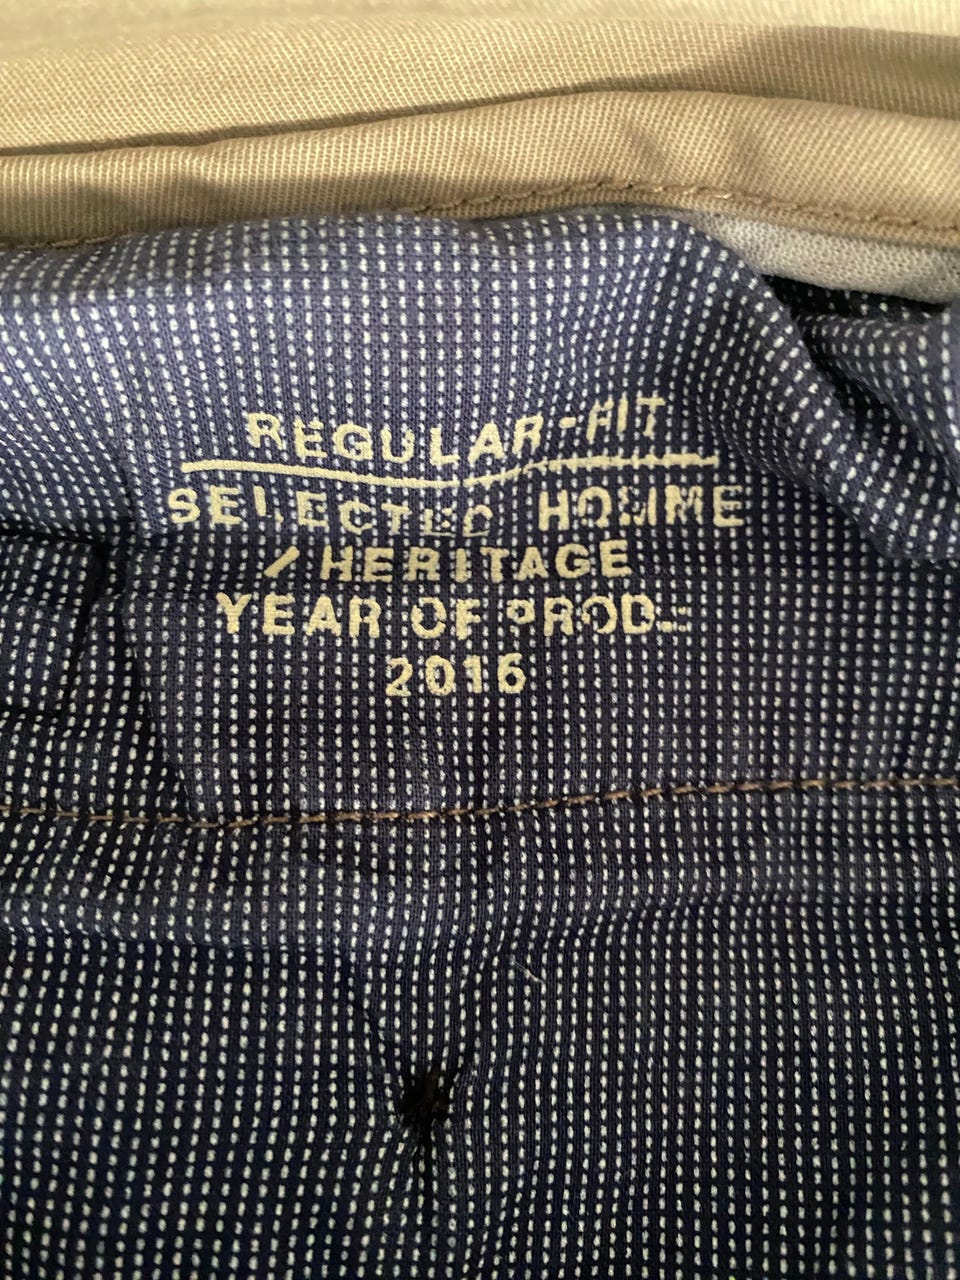 REGULAR-FIT
SELECTED HOMME
/ HERITAGE
YEAR OF PROD.:
2016